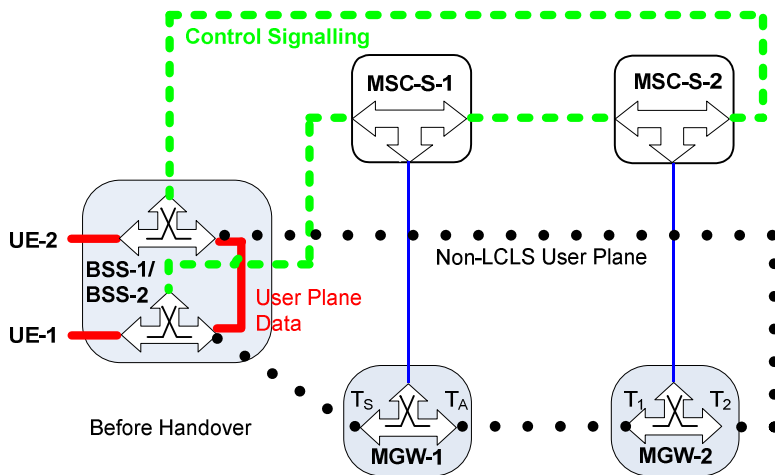 Control Signalling
MSC-S-1
MSC-S-2
UE-2
Non-LCLS User Plane
BSS-1/
BSS-2
User Plane
Data
UE-1
TS
TA
T1
T2
Before Handover
MGW-1
MGW-2